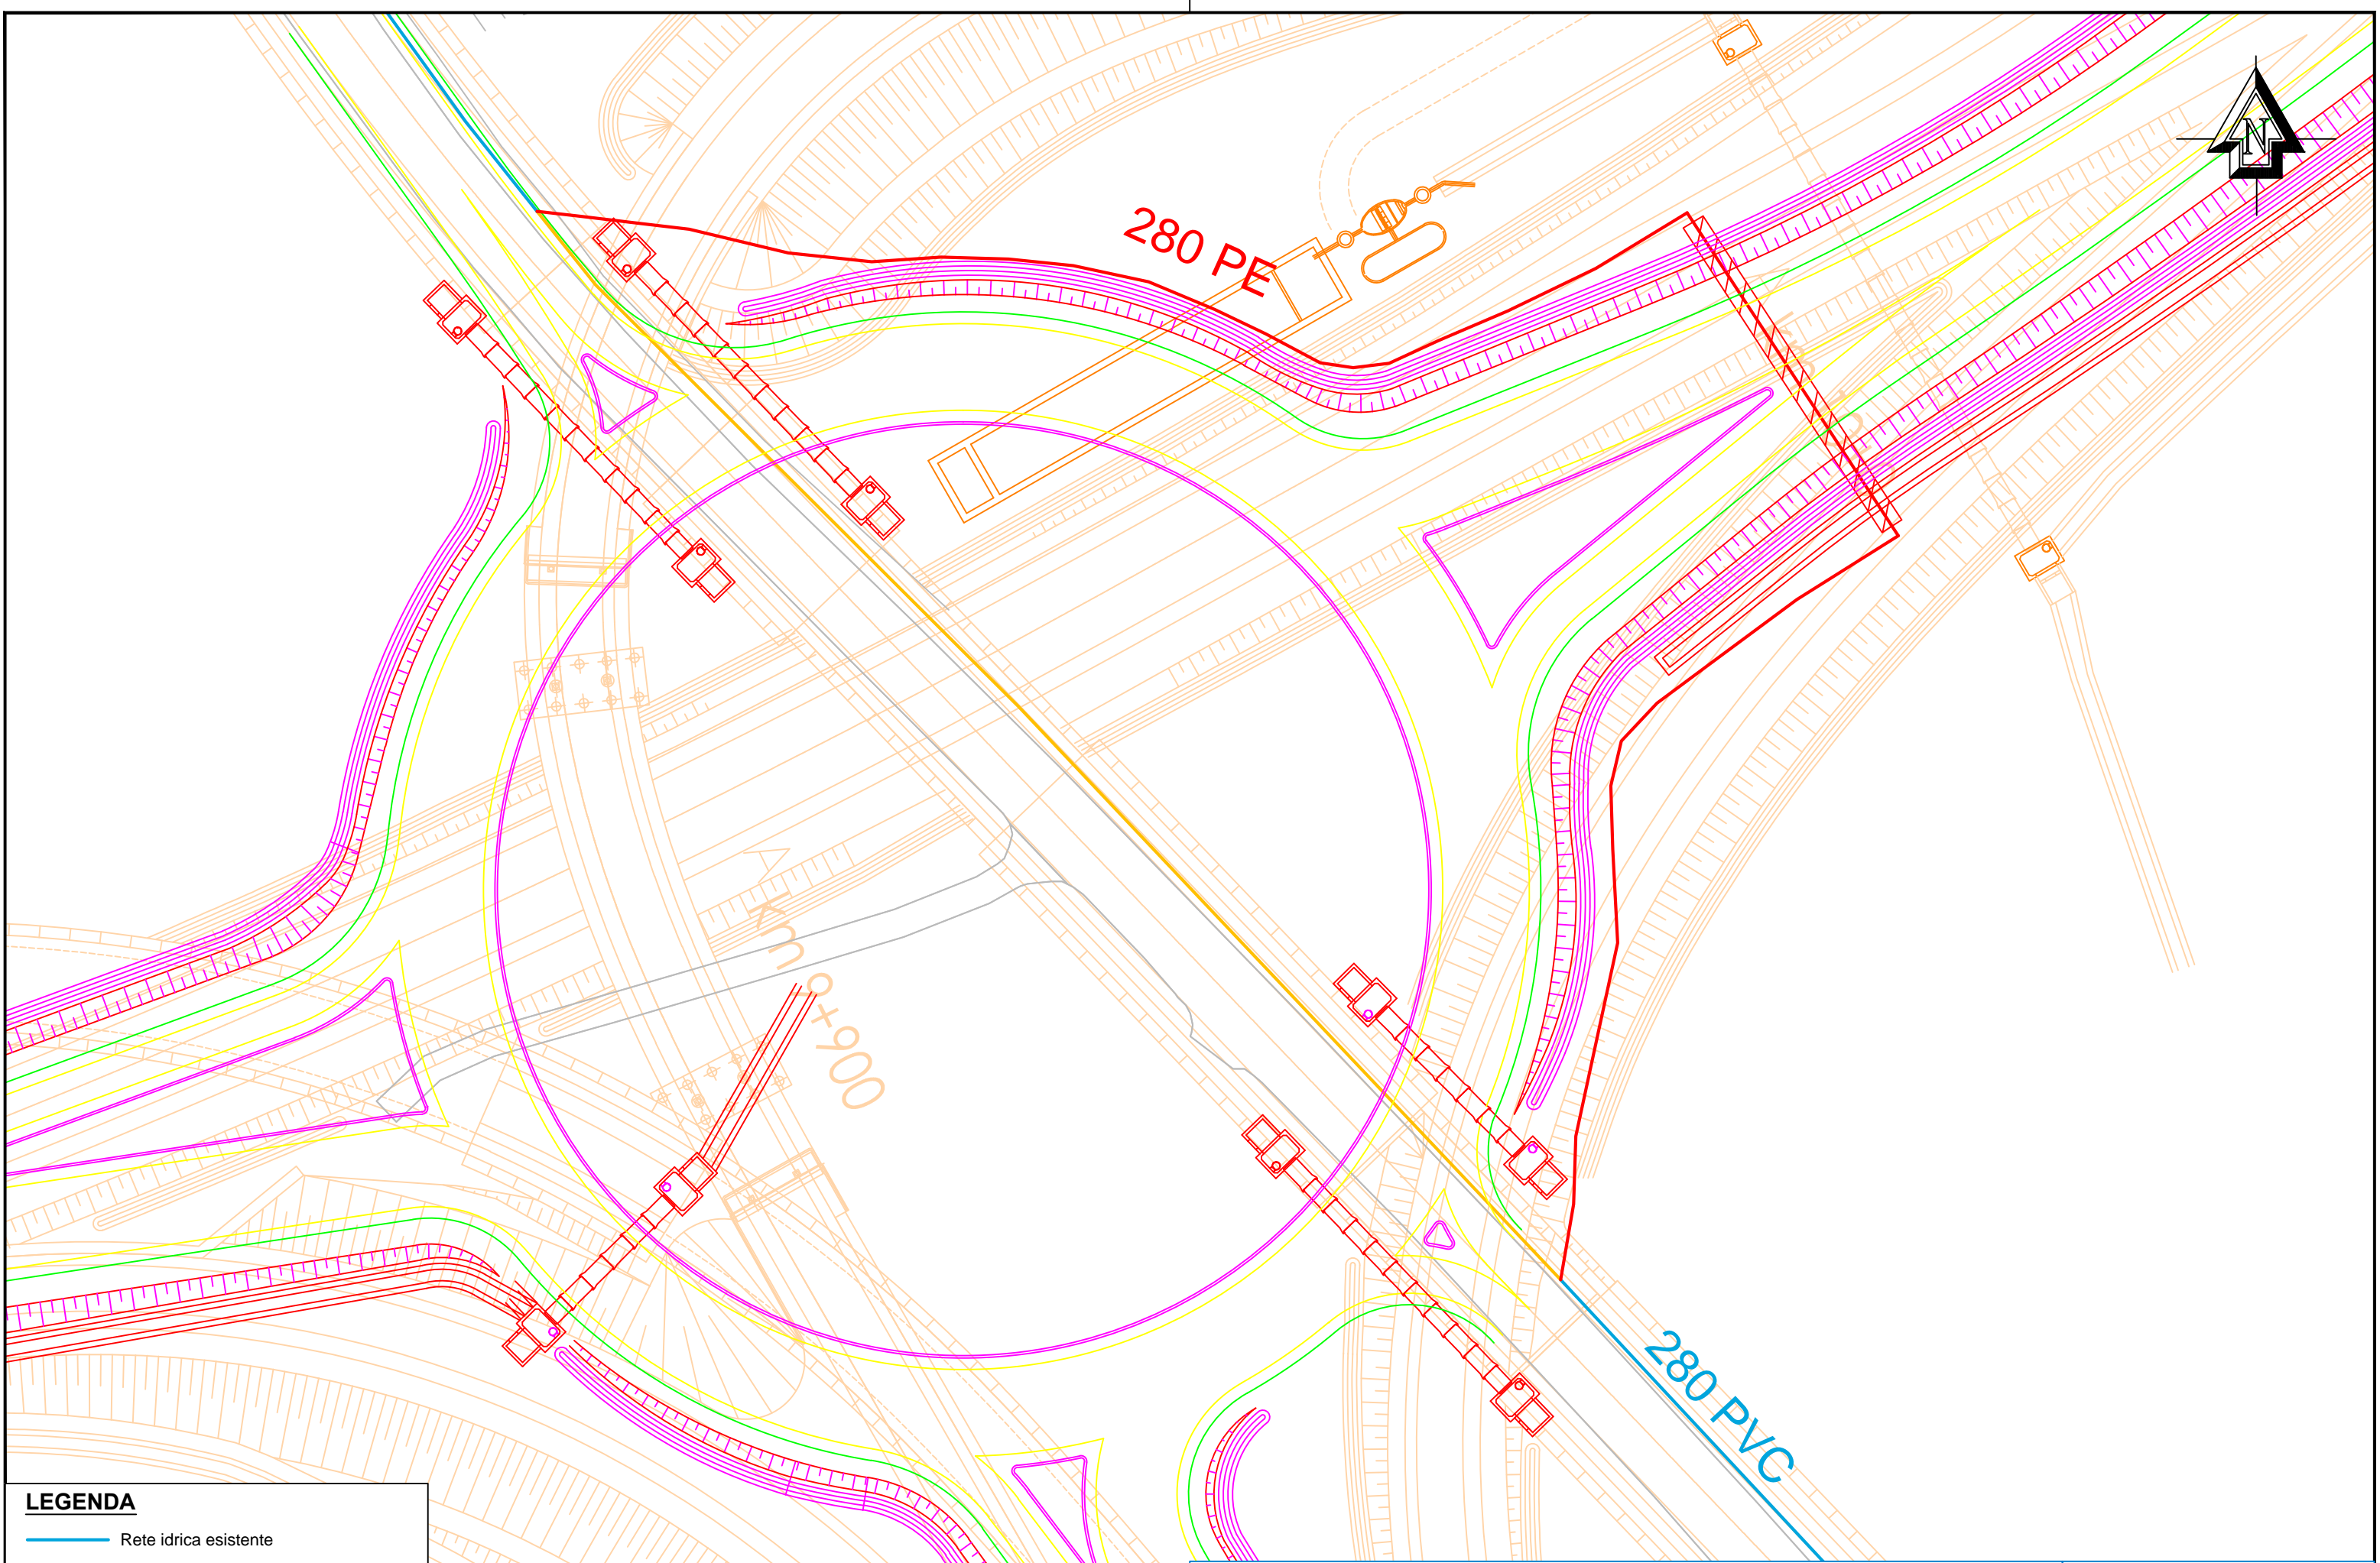 N
280 PE
km 0+900
280 PVC
LEGENDA
Rete idrica esistente